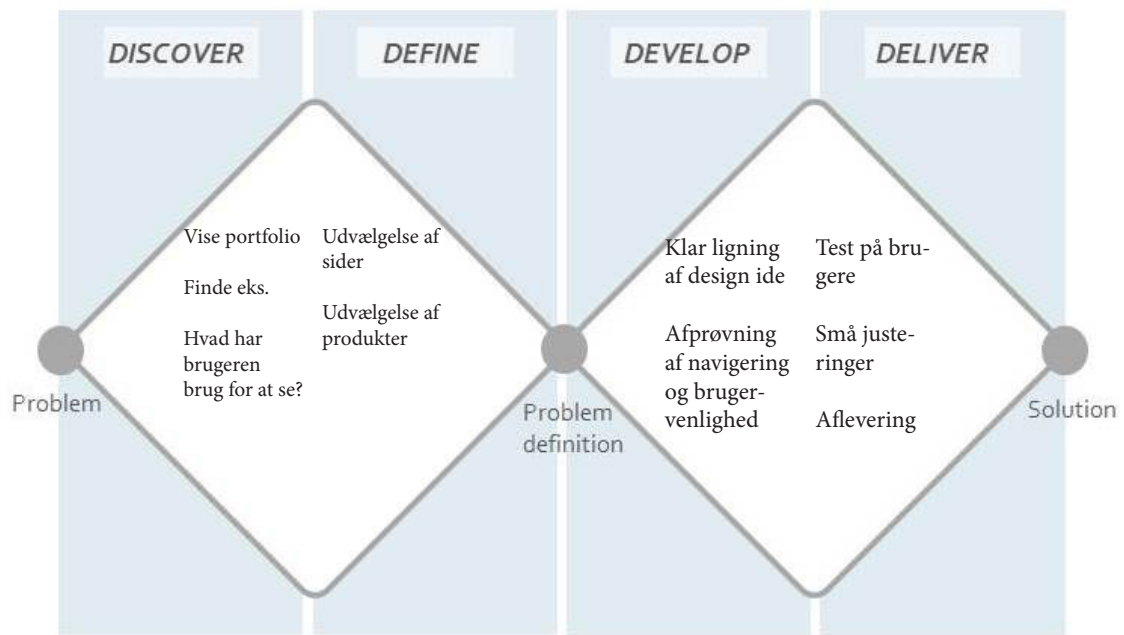 DISCOVER
DEFINE
DEVELOP
DELIVER
Vise portfolio
Finde eks.
Hvad har
brugeren
brug for at se?
Udvælgelse af
sider
Udvælgelse af
produkter
Klar ligning
af design ide
Afprøvning
af navigering
og bruger-
venlighed
Test på bru-
gere
Små juste-
ringer
Aflevering
Problem
Problem
definition
Solution